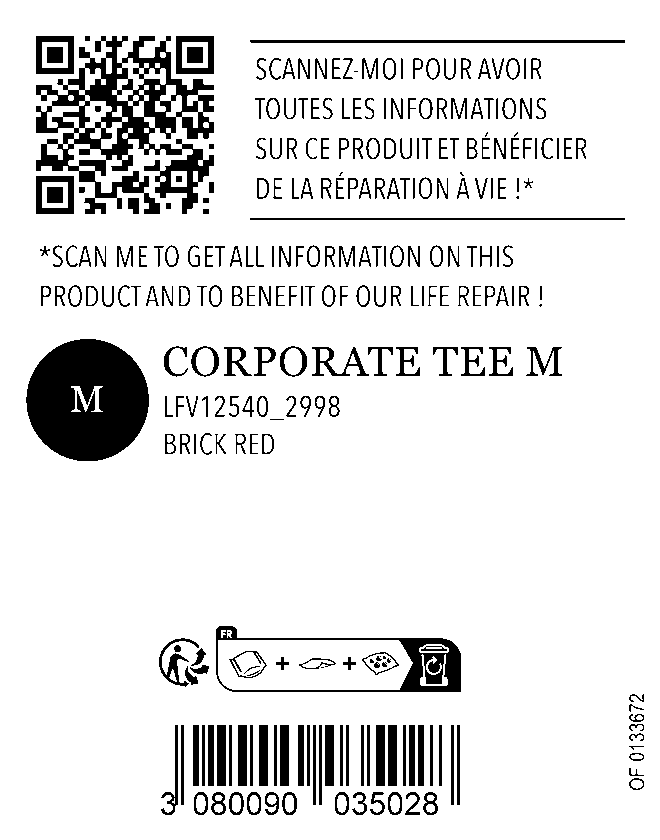 SCANNEZ-MOI POUR AVOIR
TOUTES LES INFORMATIONS
SUR CE PRODUIT ET BÉNÉFICIER
DE LA RÉPARATION À VIE !*
*SCAN ME TO GET ALL INFORMATION ON THIS
PRODUCT AND TO BENEFIT OF OUR LIFE REPAIR !
M
CORPORATE TEE M
LFV12540_2998
BRICK RED
FR
+ +
3 080090 035028
OF 0133672